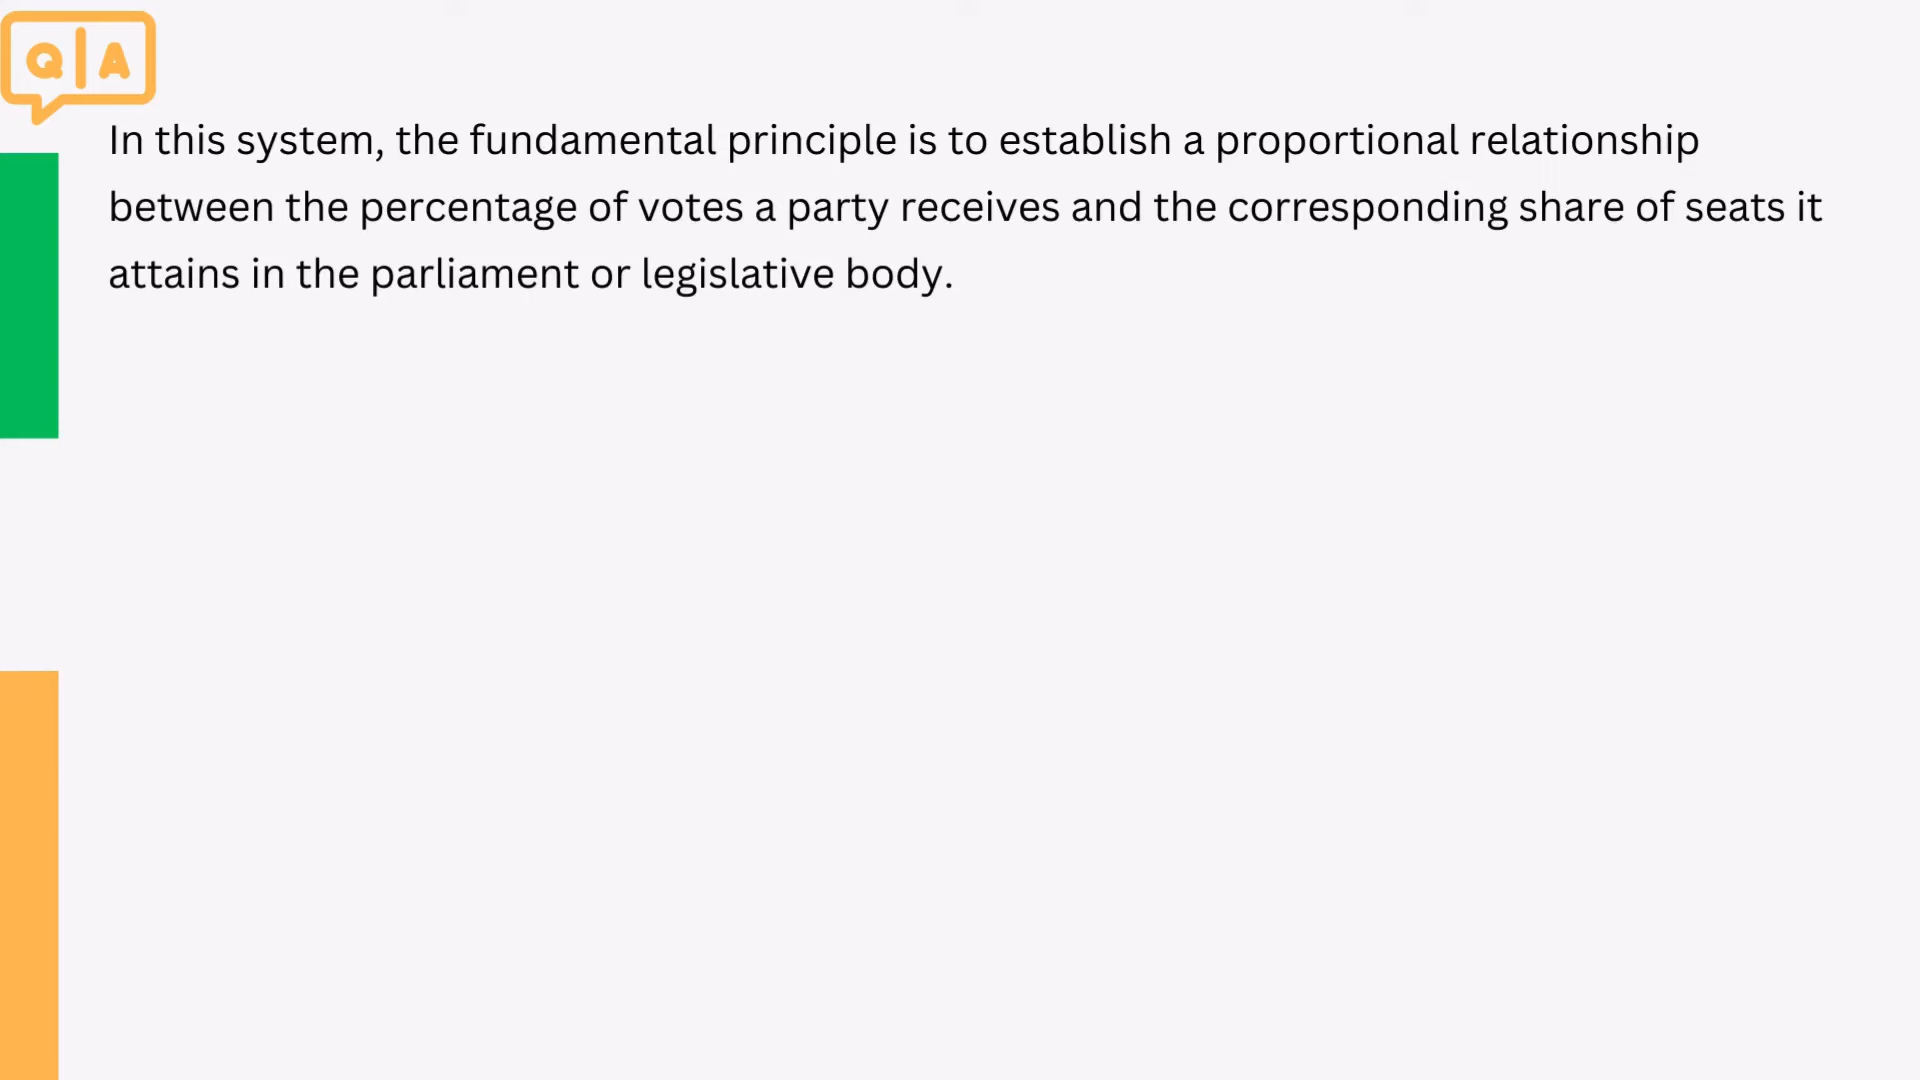 Q|A
In this system, the fundamental principle is to establish a proportional relationship
between the percentage of votes a party receives and the corresponding share of seats it
attains in the parliament or legislative body.